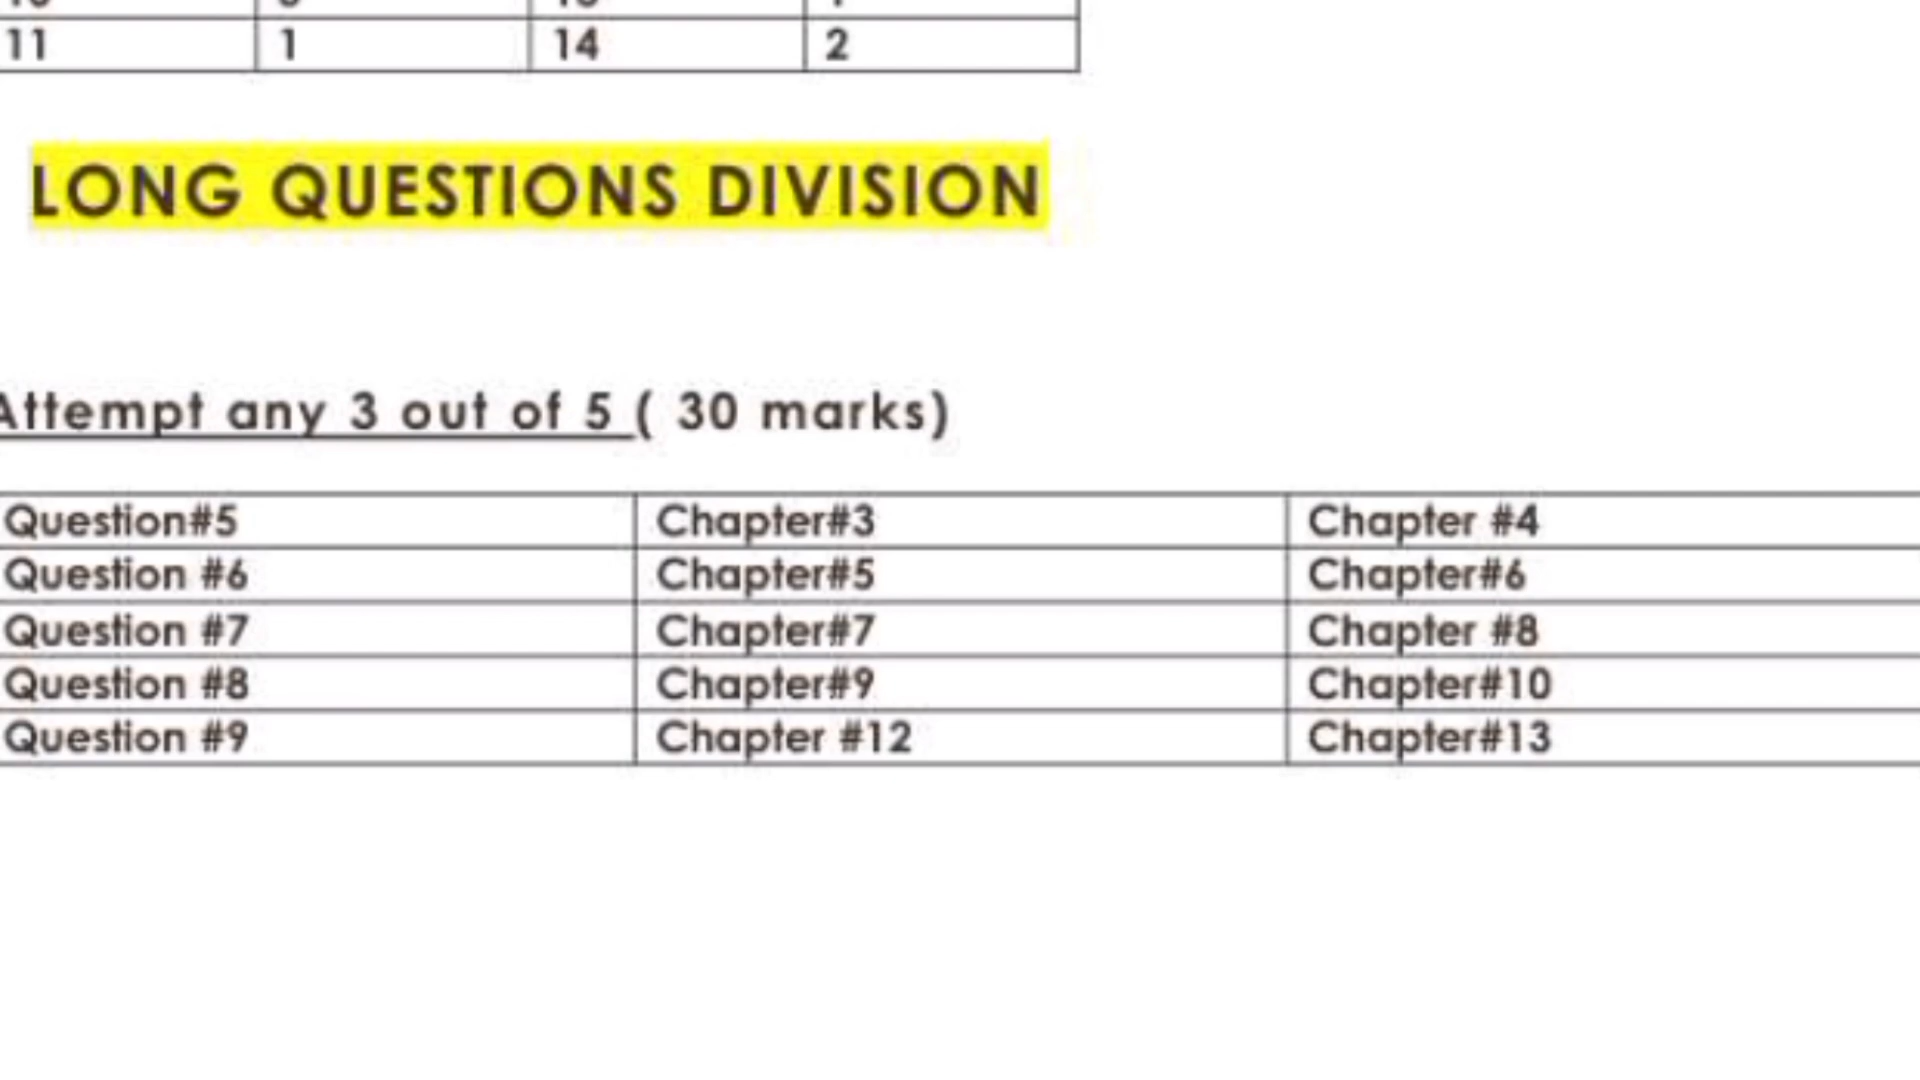 11 1 14 2
LONG QUESTIONS DIVISION
Attempt any 3 out of 5 ( 30 marks)
Question#5 Chapter#3 Chapter #4
Question #6 Chapter#5 Chapter#6
Question #7 Chapter#7 Chapter #8
Question #8 Chapter#9 Chapter#10
Question #9 Chapter #12 Chapter#13